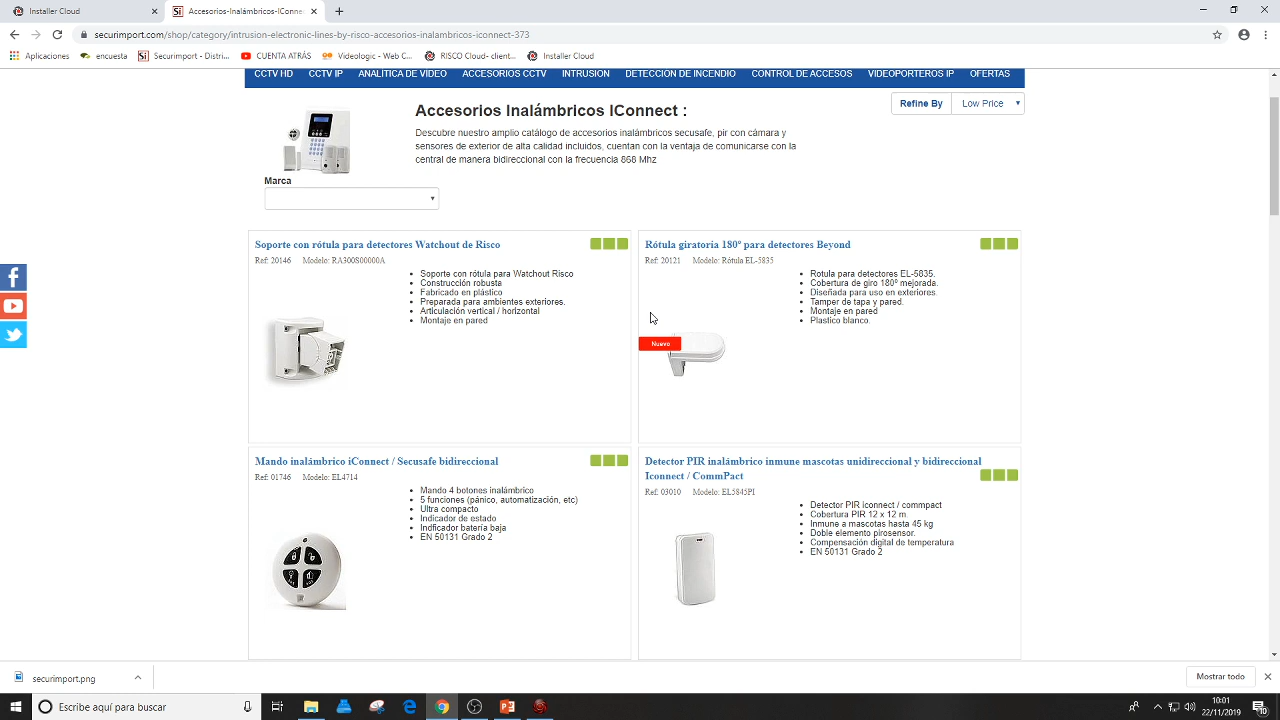 Installer Cloud
Accesorios-Inalámbricos-IConne
securimport.com/shop/category/intrusion-electronic-lines-by-risco-accesorios-inalambricos-iconnect-373
Aplicaciones
encuesta
Securimport - Distri...
CUENTA ATRÁS
Videologic - Web C...
RISCO Cloud- client...
Installer Cloud
CCTV HD
CCTV IP
ANALÍTICA DE VÍDEO
ACCESORIOS CCTV
INTRUSIÓN
DETECCIÓN DE INCENDIO
CONTROL DE ACCESOS
VIDEOPORTEROS IP
OFERTAS
Accesorios Inalámbricos IConnect :
Refine By
Low Price
Descubre nuestro amplio catálogo de accesorios inalámbricos secusafe, pir con cámara y
sensores de exterior de alta calidad incluidos, cuentan con la ventaja de comunicarse con la
central de manera bidireccional con la frecuencia 868 Mhz
Marca
Soporte con rótula para detectores Watchout de Risco
Ref: 20146 Modelo: RA300S00000A
Soporte con rótula para Watchout Risco
Construcción robusta
Fabricado en plástico
Preparada para ambientes exteriores.
Articulación vertical / horizontal
Montaje en pared
Rótula giratoria 180º para detectores Beyond
Ref: 20121 Modelo: Rótula EL-5835
Rotula para detectores EL-5835.
Cobertura de giro 180º mejorada.
Diseñada para uso en exteriores.
Tamper de tapa y pared.
Montaje en pared
Plastico blanco.
Nuevo
Mando inalámbrico iConnect / Secusafe bidireccional
Ref: 01746 Modelo: EL4714
Mando 4 botones inalámbrico
5 funciones (pánico, automatización, etc)
Ultra compacto
Indicador de estado
Indficador batería baja
EN 50131 Grado 2
Detector PIR inalámbrico inmune mascotas unidireccional y bidireccional
Iconnect / CommPact
Ref: 03010 Modelo: EL5845PI
Detector PIR Iconnect / commpact
Cobertura PIR 12 x 12 m.
Inmune a mascotas hasta 45 kg
Doble elemento pirosensor.
Compensación digital de temperatura
EN 50131 Grado 2
securimport.png
Mostrar todo
Escribe aquí para buscar
10:01
22/11/2019